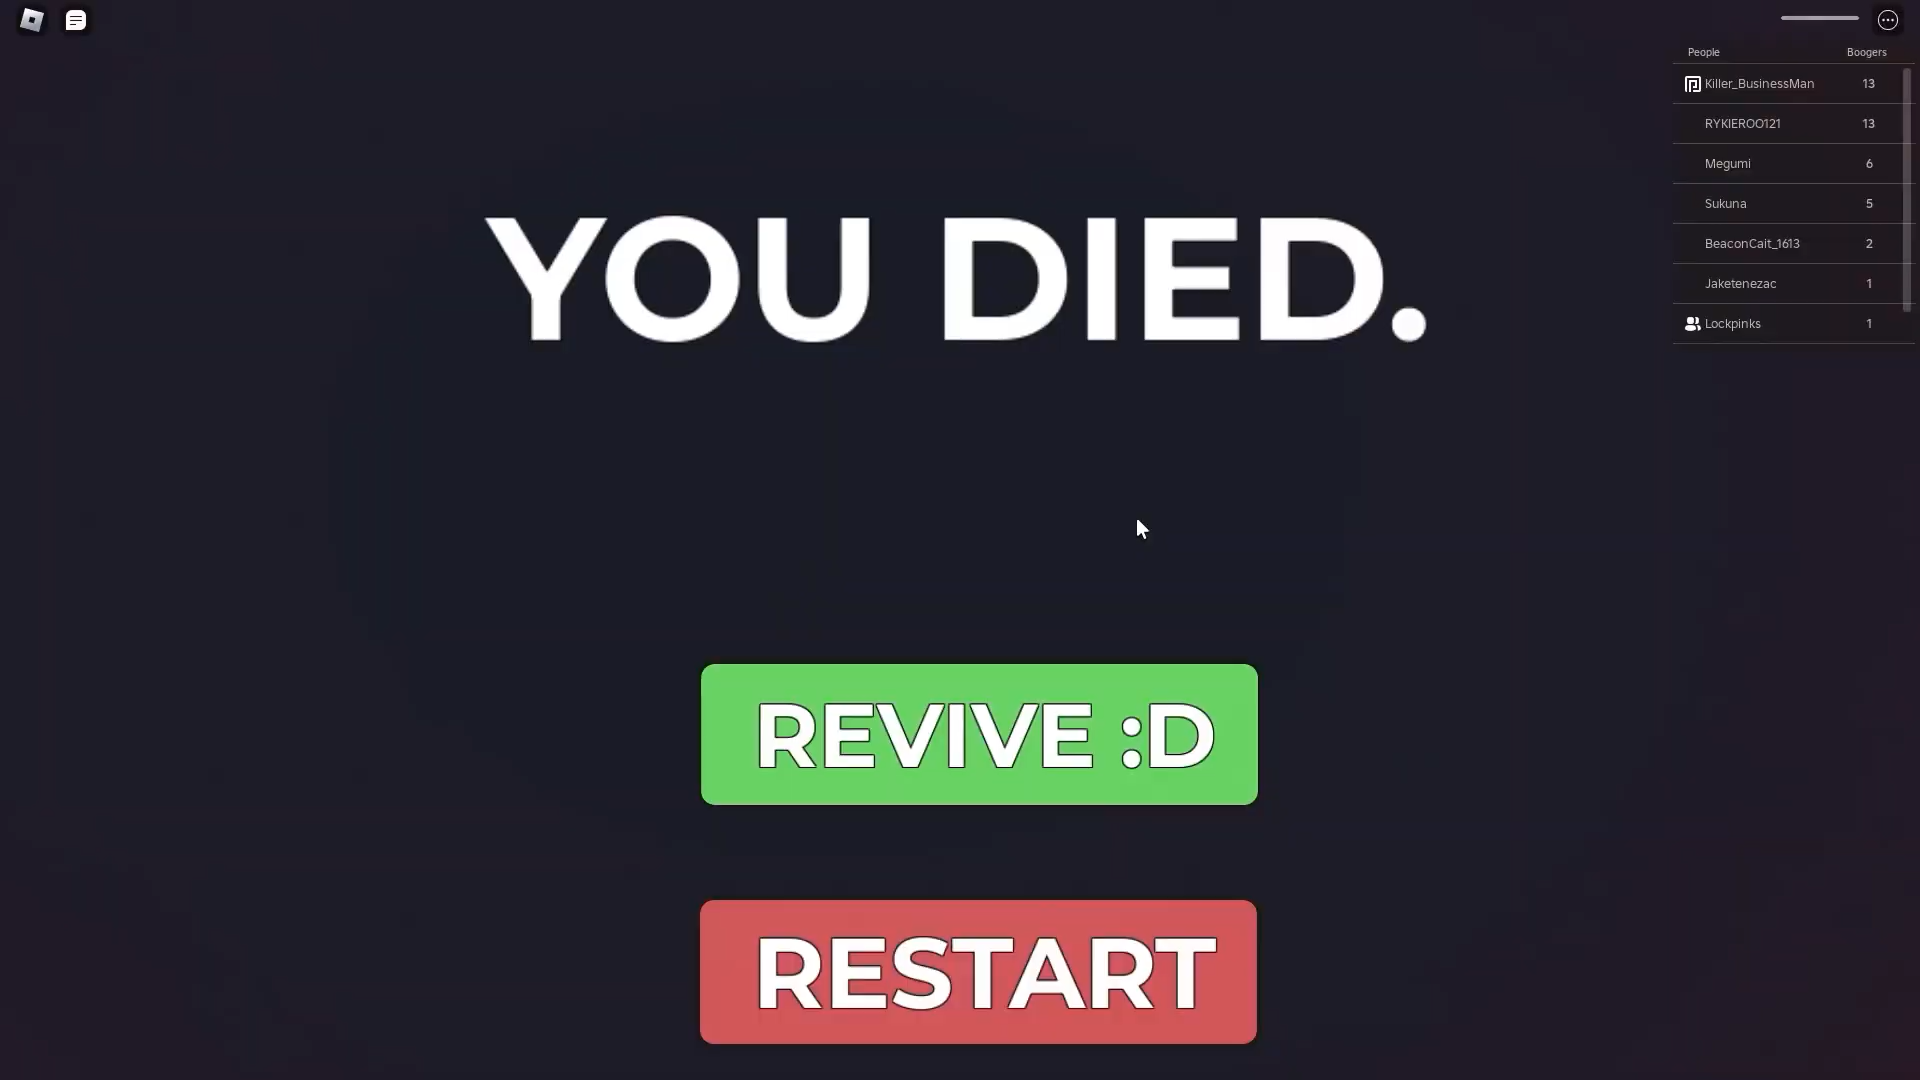 People Boogers
Killer_BusinessMan 13
RYKIEROO121 13
Megumi 6
Sukuna 5
BeaconCait_1613 2
Jaketenezac 1
Lockpinks 1
YOU DIED.
REVIVE :D
RESTART